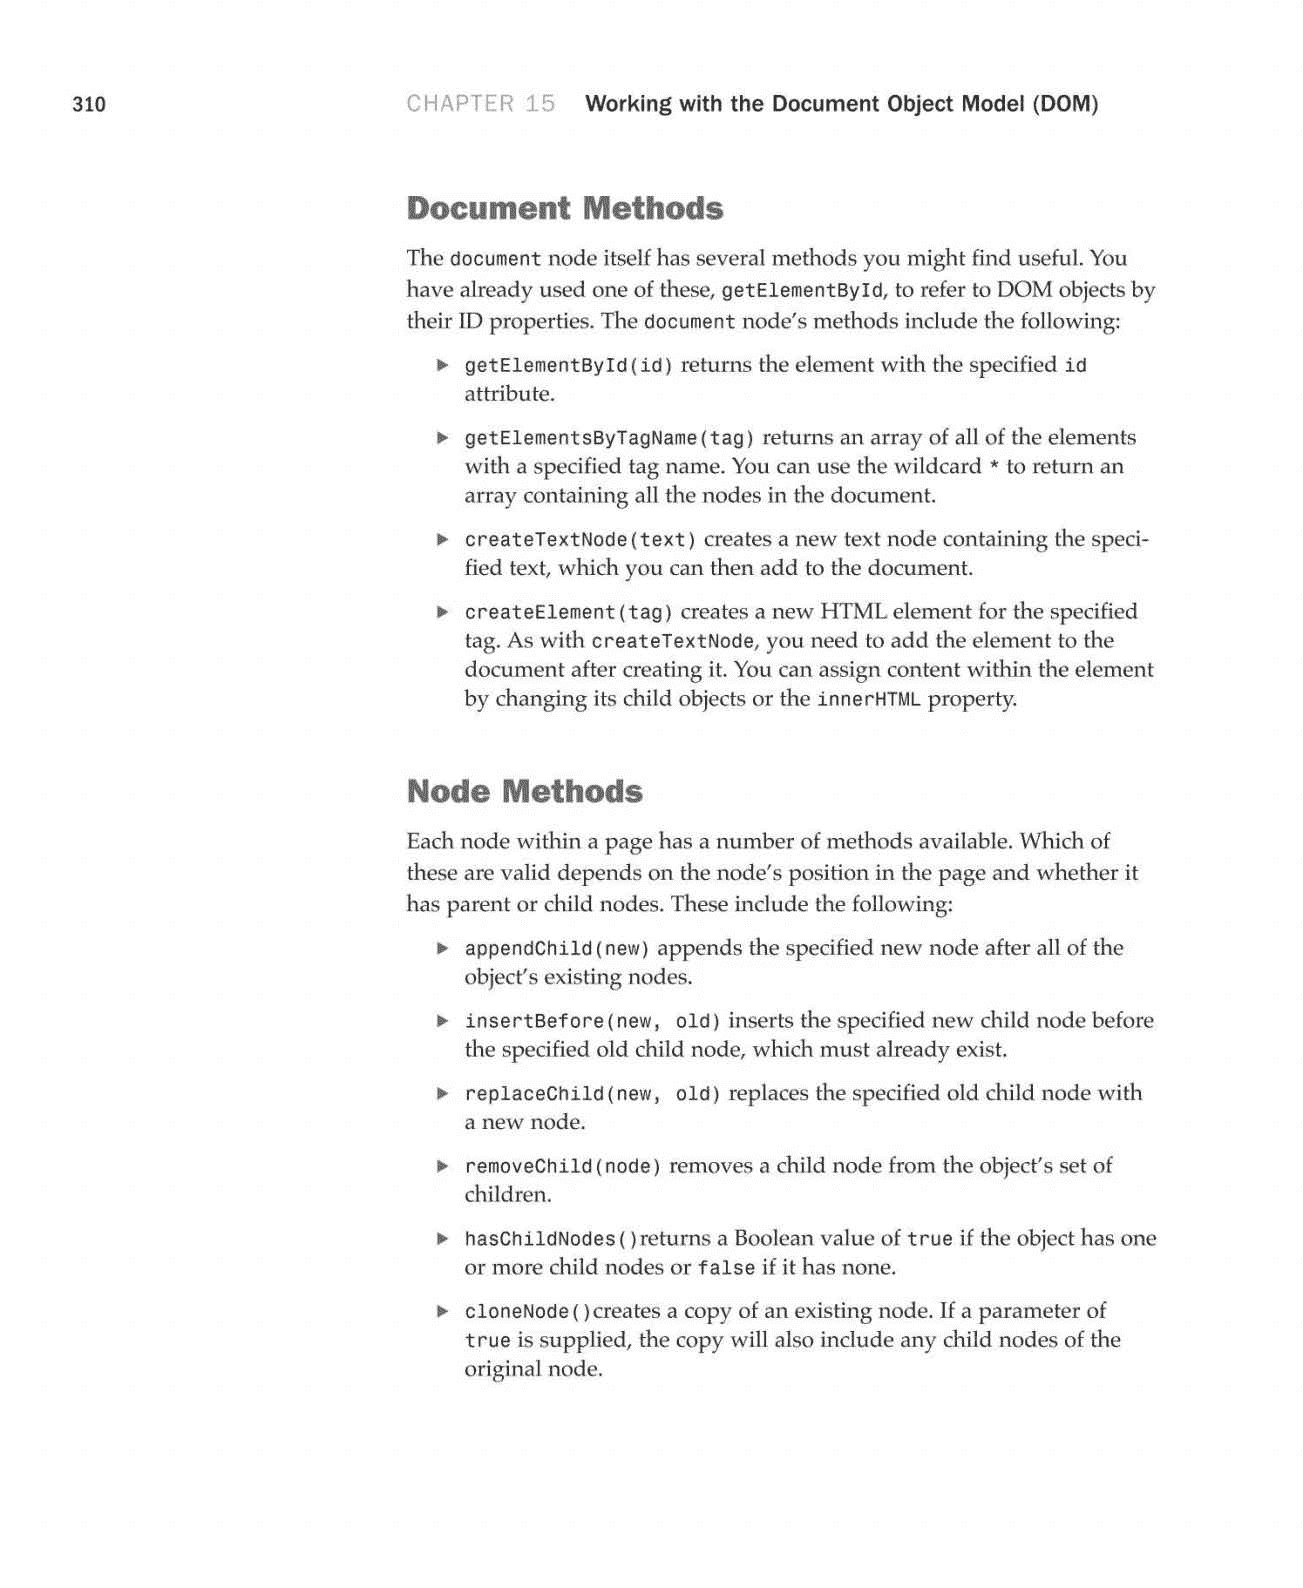 310
CHAPTER 15 Working with the Document Object Model (DOM)
Document Methods
The document node itself has several methods you might find useful. You
have already used one of these, getElementById, to refer to DOM objects by
their ID properties. The document node's methods include the following:
▶ getElementById(id) returns the element with the specified id
attribute.
▶ getElementsByTagName(tag) returns an array of all of the elements
with a specified tag name. You can use the wildcard * to return an
array containing all the nodes in the document.
▶ createTextNode(text) creates a new text node containing the speci-
fied text, which you can then add to the document.
▶ createElement(tag) creates a new HTML element for the specified
tag. As with createTextNode, you need to add the element to the
document after creating it. You can assign content within the element
by changing its child objects or the innerHTML property.
Node Methods
Each node within a page has a number of methods available. Which of
these are valid depends on the node's position in the page and whether it
has parent or child nodes. These include the following:
▶ appendChild(new) appends the specified new node after all of the
object's existing nodes.
▶ insertBefore(new, old) inserts the specified new child node before
the specified old child node, which must already exist.
▶ replaceChild(new, old) replaces the specified old child node with
a new node.
▶ removeChild(node) removes a child node from the object's set of
children.
▶ hasChildNodes()returns a Boolean value of true if the object has one
or more child nodes or false if it has none.
▶ cloneNode()creates a copy of an existing node. If a parameter of
true is supplied, the copy will also include any child nodes of the
original node.